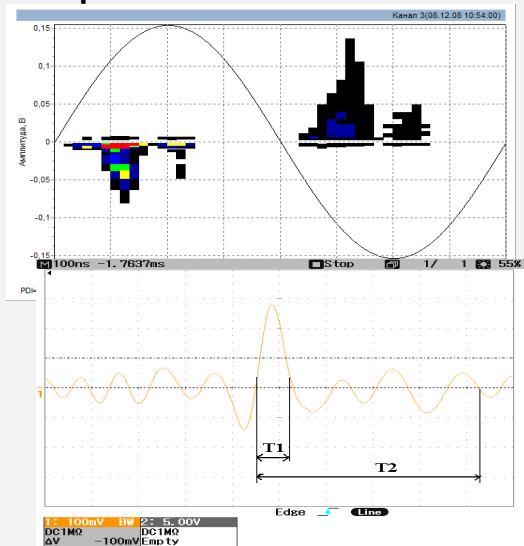 Канал 3(08.12.08 10:54:00)
0,15
0,1
0,05
0
-0,05
-0,1
-0,15
Амплитуда, В
M 100ns -1.7637ms Stop 1/ 1 55%
PDI=
1
T1
T2
Edge Line
1: 100mV BW 2: 5.00V
DC1MΩ DC1MΩ
ΔV -100mV Empty